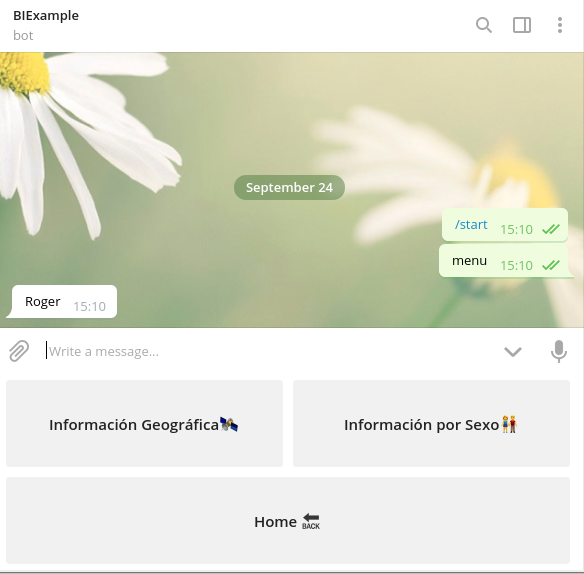 BIExample
bot
September 24
/start 15:10
menu 15:10
Roger 15:10
Write a message...
Información Geográfica🛰
Información por Sexo👫
Home 🔙